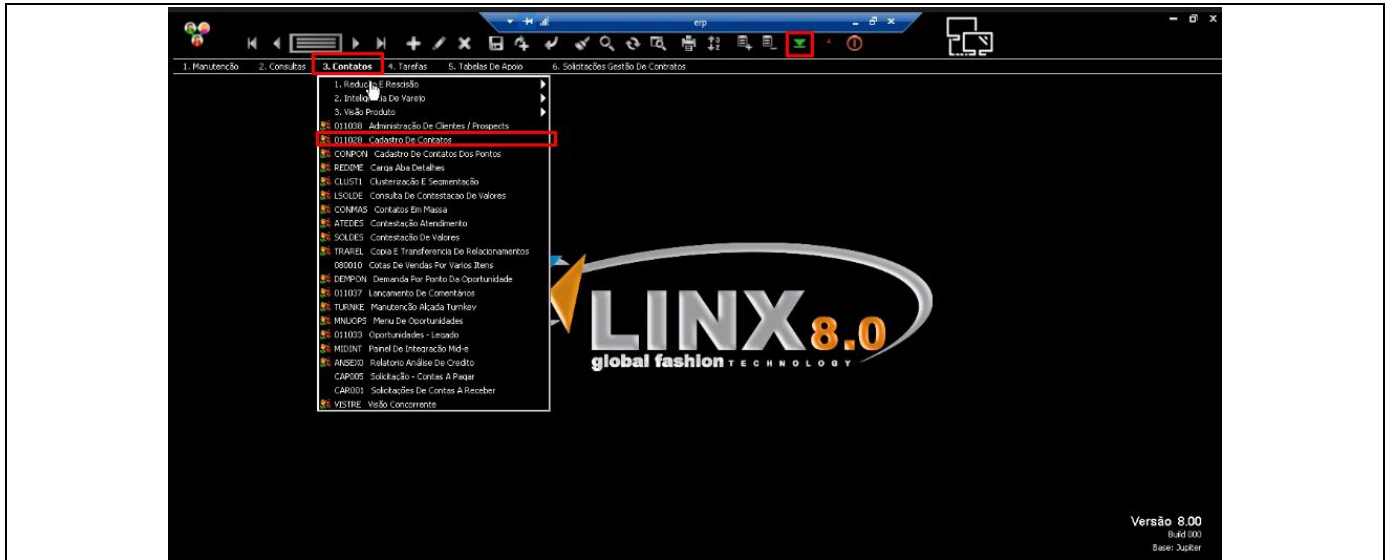 erp
1. Manutenção 2. Consultas 3. Contatos 4. Tarefas 5. Tabelas De Apoio 6. Solicitações Gestão De Contratos
1. Redução E Rescisão
2. Inteligência De Varejo
3. Visão Produto
011030 Administração De Clientes / Prospects
011028 Cadastro De Contatos
CONPON Cadastro De Contatos Dos Pontos
REDIME Carga Aba Detalhes
CLUST1 Clusterização E Segmentação
LSOLDE Consulta De Contestacao De Valores
CONMAS Contatos Em Massa
ATEDES Contestação Atendimento
SOLDES Contestação De Valores
TRAREL Copia E Transferencia De Relacionamentos
080010 Cotas De Vendas Por Varios Itens
DEMPON Demanda Por Ponto Da Oportunidade
011037 Lançamento De Comentários
TURNKE Manutenção Alçada Turnkey
MNUOPS Menu De Oportunidades
011033 Oportunidades - Legado
MIDINT Painel De Integração Mid-e
ANSEXO Relatorio Análise De Credito
CAP005 Solicitação - Contas A Pagar
CAR001 Solicitações De Contas A Receber
VISTRE Visão Concorrente
LINX 8.0
global fashion TECHNOLOGY
Versão 8.00
Build 000
Base: Jupiter